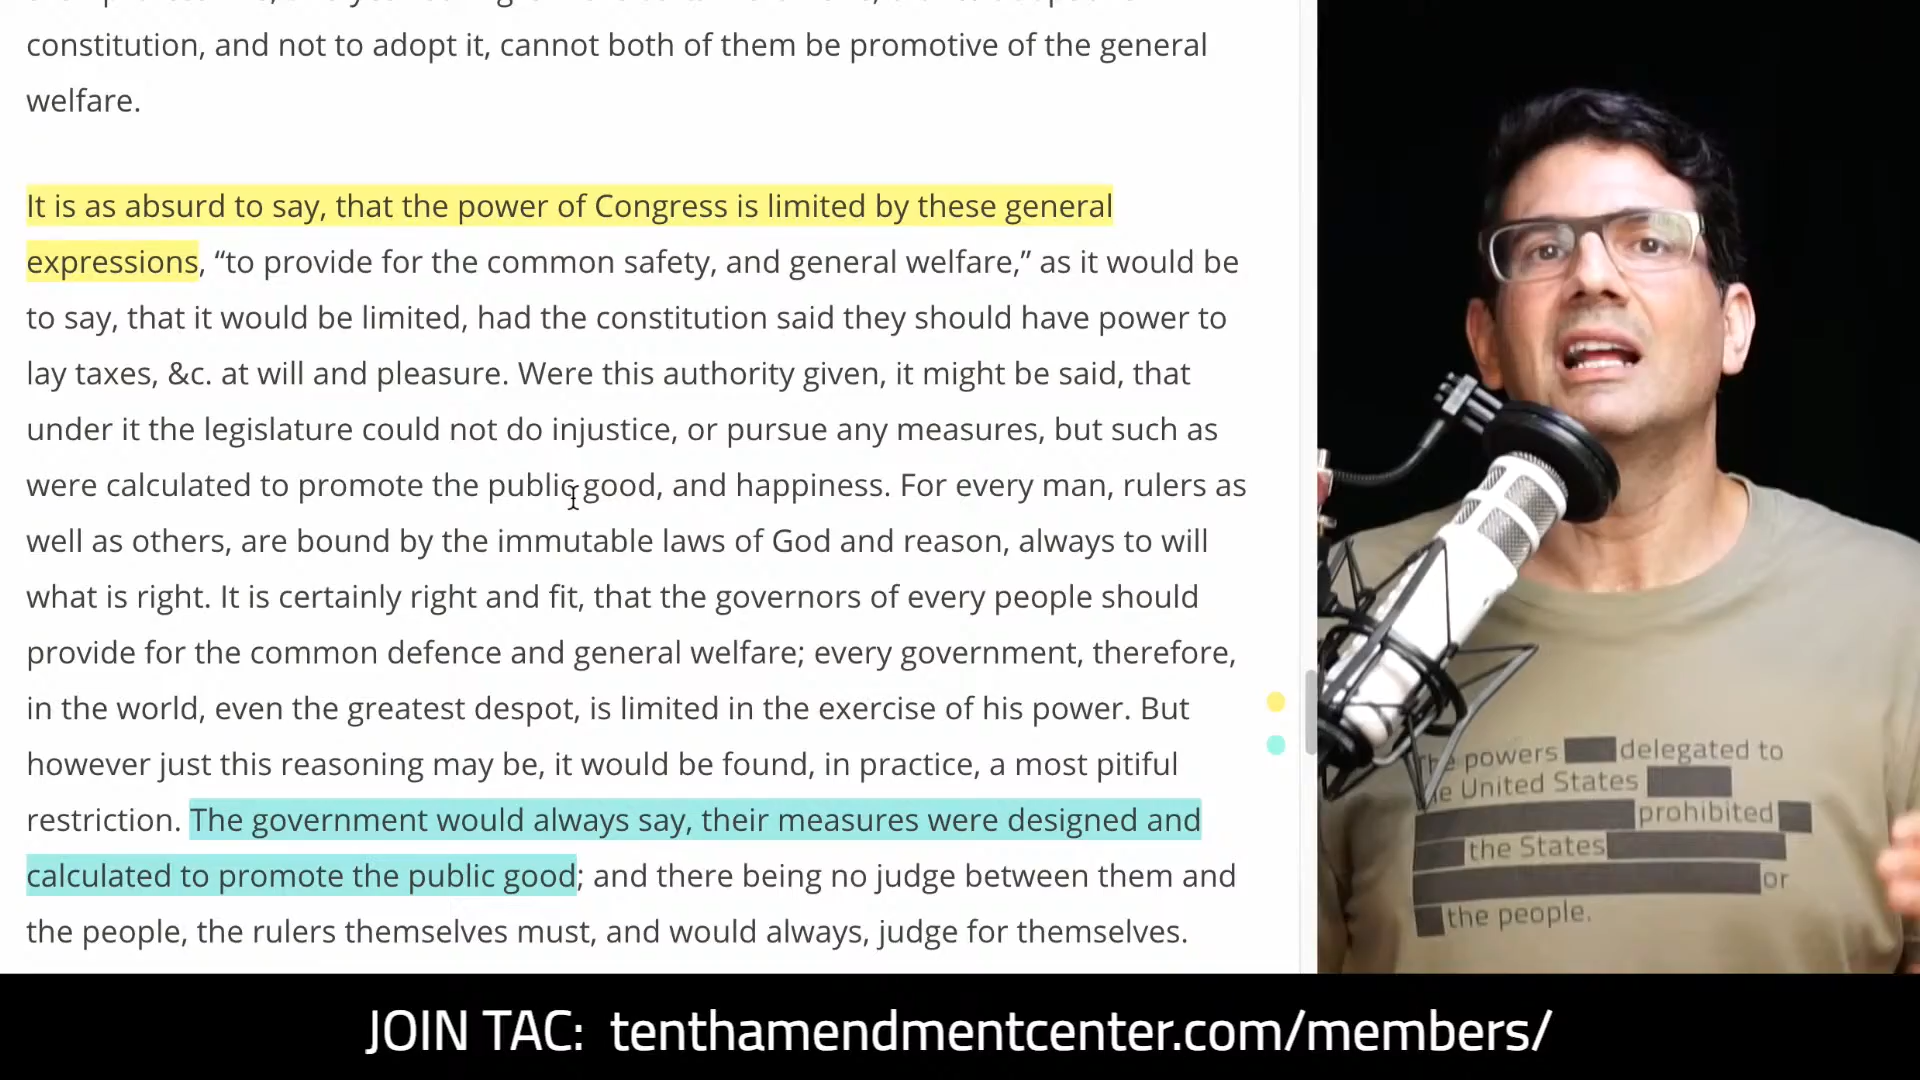 constitution, and not to adopt it, cannot both of them be promotive of the general
welfare.
It is as absurd to say, that the power of Congress is limited by these general
expressions, “to provide for the common safety, and general welfare,” as it would be
to say, that it would be limited, had the constitution said they should have power to
lay taxes, &c. at will and pleasure. Were this authority given, it might be said, that
under it the legislature could not do injustice, or pursue any measures, but such as
were calculated to promote the public good, and happiness. For every man, rulers as
well as others, are bound by the immutable laws of God and reason, always to will
what is right. It is certainly right and fit, that the governors of every people should
provide for the common defence and general welfare; every government, therefore,
in the world, even the greatest despot, is limited in the exercise of his power. But
however just this reasoning may be, it would be found, in practice, a most pitiful
restriction. The government would always say, their measures were designed and
calculated to promote the public good; and there being no judge between them and
the people, the rulers themselves must, and would always, judge for themselves.
The powers delegated to
the United States
prohibited
the States
or
the people.
JOIN TAC: tenthamendmentcenter.com/members/